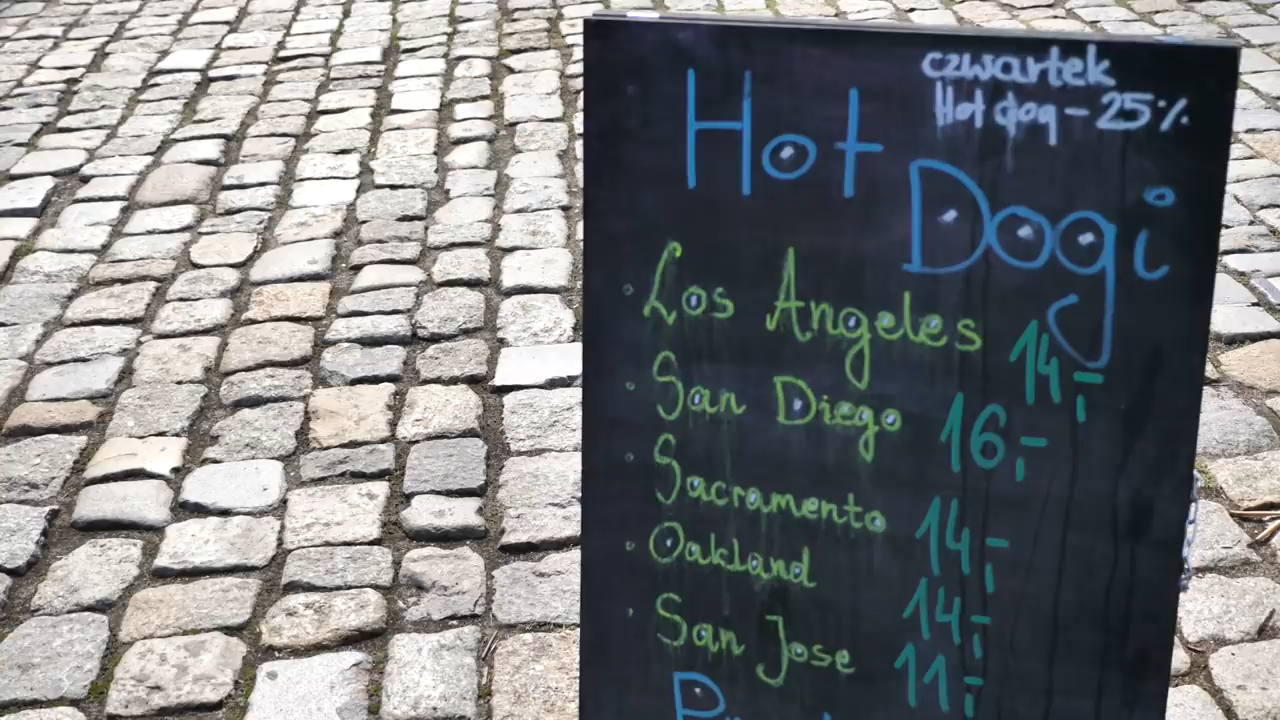 czwartek
Hot dog - 25%
Hot
Dogi
• Los Angeles 14,-
• San Diego 16,-
• Sacramento 14,-
• Oakland 14,-
• San Jose 11,-